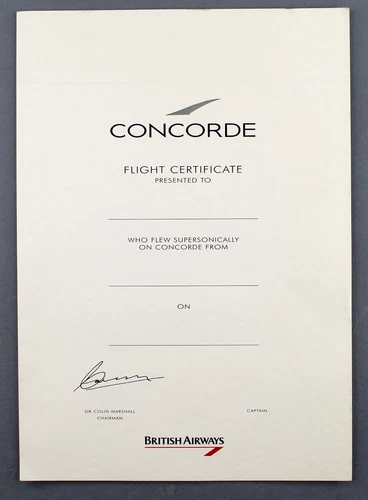 CONCORDE
FLIGHT CERTIFICATE
PRESENTED TO
WHO FLEW SUPERSONICALLY
ON CONCORDE FROM
ON
SIR COLIN MARSHALL
CHAIRMAN
CAPTAIN
BRITISH AIRWAYS